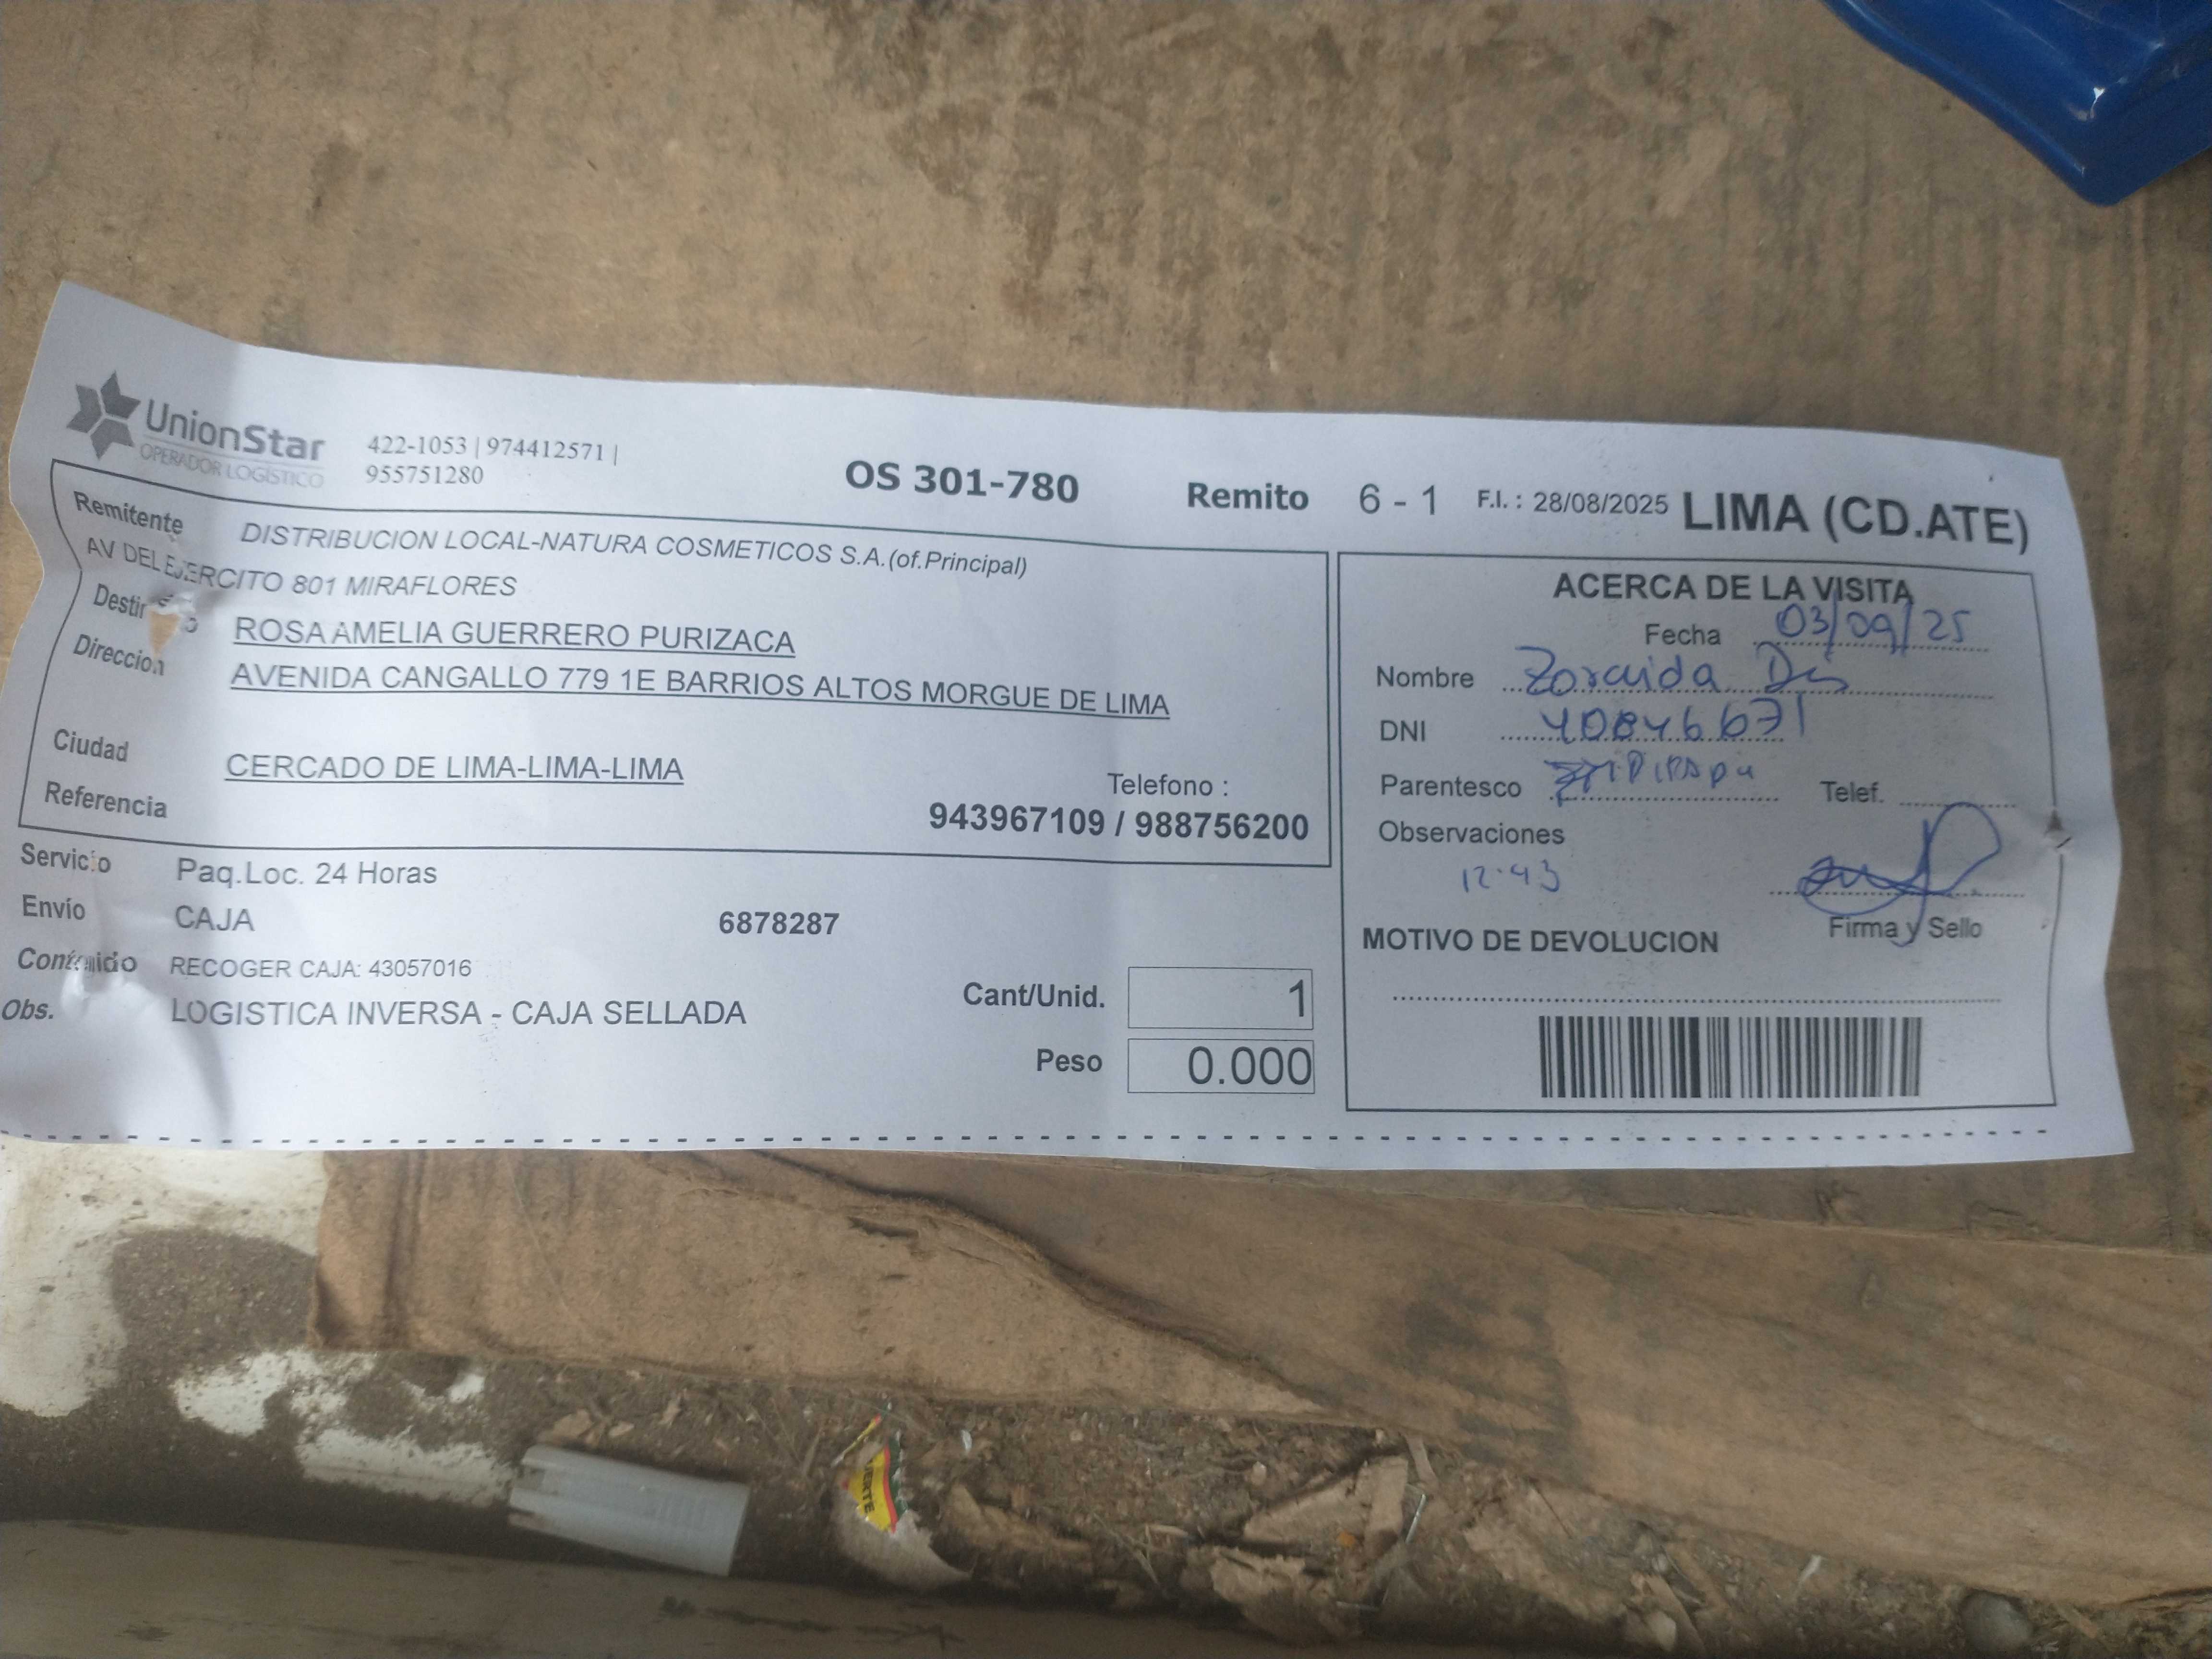 UnionStar
OPERADOR LOGÍSTICO
422-1053 | 974412571 |
955751280
OS 301-780
Remito 6 - 1 F.I. : 28/08/2025 LIMA (CD.ATE)
Remitente DISTRIBUCION LOCAL-NATURA COSMETICOS S.A.(of.Principal)
AV DEL EJERCITO 801 MIRAFLORES
ROSA AMELIA GUERRERO PURIZACA
Direccion AVENIDA CANGALLO 779 1E BARRIOS ALTOS MORGUE DE LIMA
Ciudad CERCADO DE LIMA-LIMA-LIMA
Referencia
Telefono :
943967109 / 988756200
Servicio Paq.Loc. 24 Horas
Envío CAJA 6878287
Contenido RECOGER CAJA: 43057016
Obs. LOGISTICA INVERSA - CAJA SELLADA
Cant/Unid. 1
Peso 0.000
ACERCA DE LA VISITA
Fecha 03/09/25
Nombre Zoraida
DNI 40846671
Parentesco
Telef.
Observaciones
12:43
Firma y Sello
MOTIVO DE DEVOLUCION